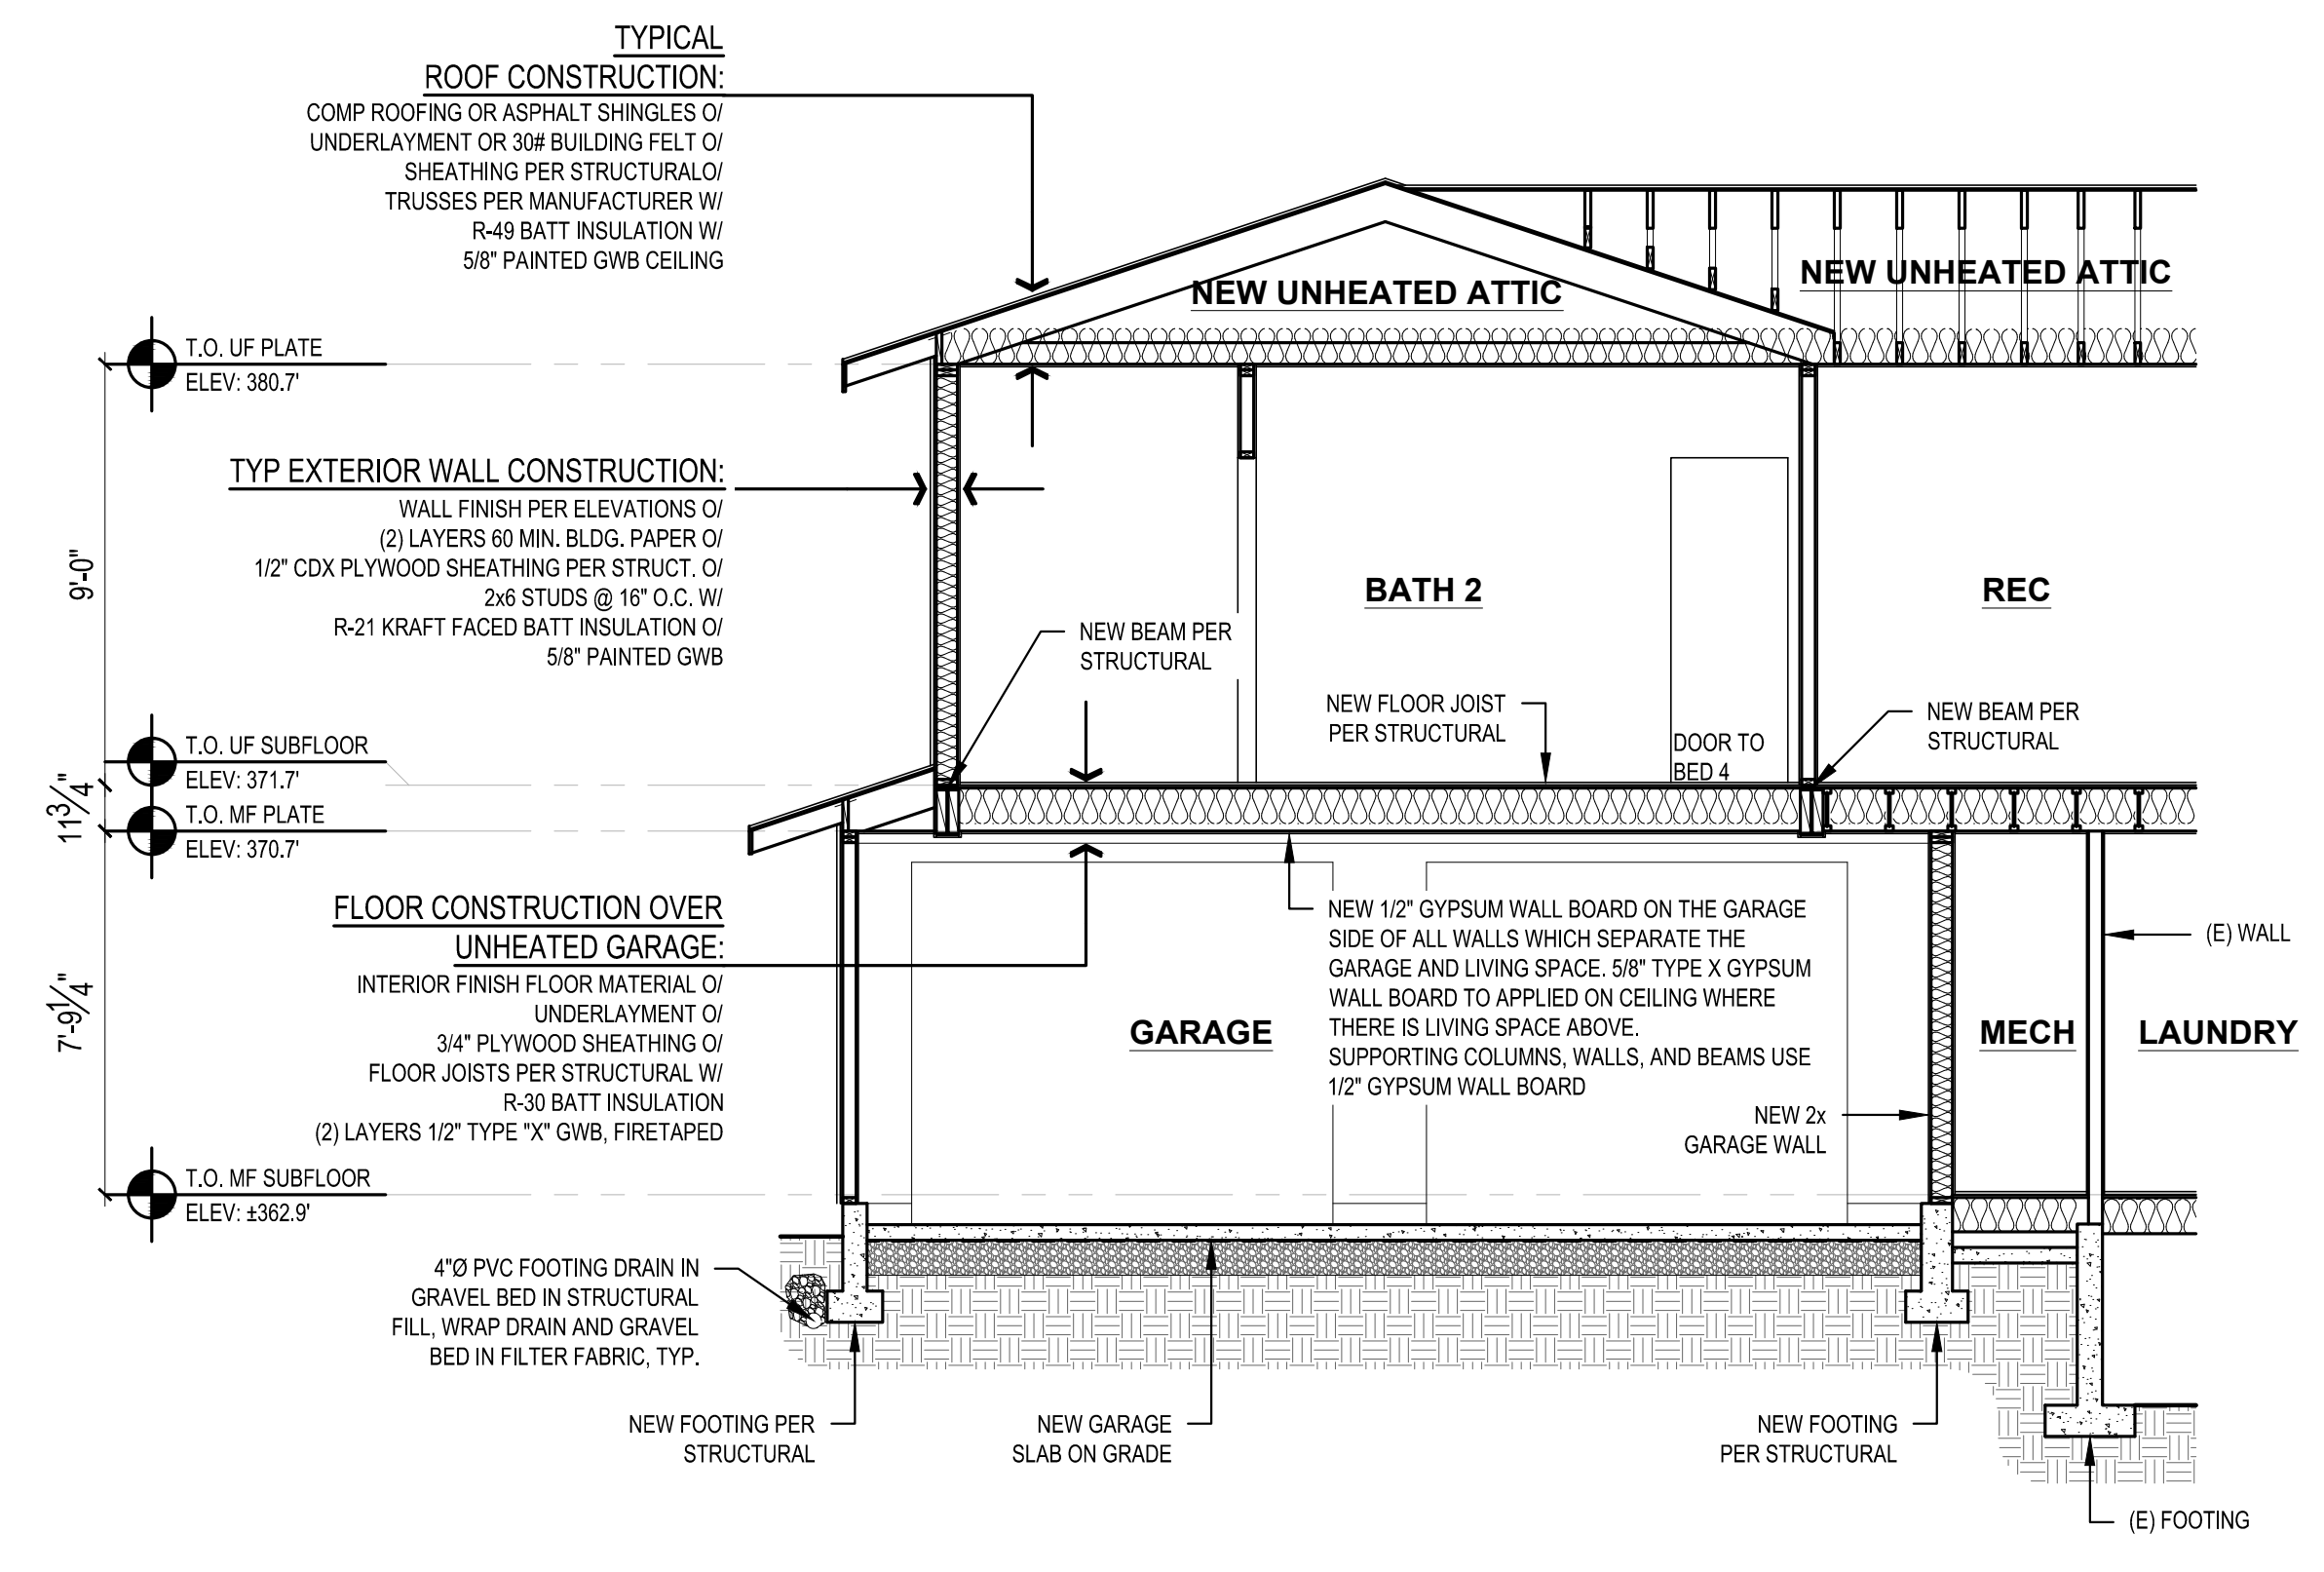 TYPICAL
ROOF CONSTRUCTION:
COMP ROOFING OR ASPHALT SHINGLES O/
UNDERLAYMENT OR 30# BUILDING FELT O/
SHEATHING PER STRUCTURALO/
TRUSSES PER MANUFACTURER W/
R-49 BATT INSULATION W/
5/8" PAINTED GWB CEILING
NEW UNHEATED ATTIC
NEW UNHEATED ATTIC
T.O. UF PLATE
ELEV: 380.7'
9'-0"
TYP EXTERIOR WALL CONSTRUCTION:
WALL FINISH PER ELEVATIONS O/
(2) LAYERS 60 MIN. BLDG. PAPER O/
1/2" CDX PLYWOOD SHEATHING PER STRUCT. O/
2x6 STUDS @ 16" O.C. W/
R-21 KRAFT FACED BATT INSULATION O/
5/8" PAINTED GWB
BATH 2
REC
NEW BEAM PER
STRUCTURAL
NEW FLOOR JOIST
PER STRUCTURAL
DOOR TO
BED 4
NEW BEAM PER
STRUCTURAL
T.O. UF SUBFLOOR
ELEV: 371.7'
11 3/4"
T.O. MF PLATE
ELEV: 370.7'
7'-9 1/4"
FLOOR CONSTRUCTION OVER
UNHEATED GARAGE:
INTERIOR FINISH FLOOR MATERIAL O/
UNDERLAYMENT O/
3/4" PLYWOOD SHEATHING O/
FLOOR JOISTS PER STRUCTURAL W/
R-30 BATT INSULATION
(2) LAYERS 1/2" TYPE "X" GWB, FIRETAPED
GARAGE
NEW 1/2" GYPSUM WALL BOARD ON THE GARAGE
SIDE OF ALL WALLS WHICH SEPARATE THE
GARAGE AND LIVING SPACE. 5/8" TYPE X GYPSUM
WALL BOARD TO APPLIED ON CEILING WHERE
THERE IS LIVING SPACE ABOVE.
SUPPORTING COLUMNS, WALLS, AND BEAMS USE
1/2" GYPSUM WALL BOARD
NEW 2x
GARAGE WALL
(E) WALL
MECH
LAUNDRY
T.O. MF SUBFLOOR
ELEV: ±362.9'
4"Ø PVC FOOTING DRAIN IN
GRAVEL BED IN STRUCTURAL
FILL, WRAP DRAIN AND GRAVEL
BED IN FILTER FABRIC, TYP.
NEW FOOTING PER
STRUCTURAL
NEW GARAGE
SLAB ON GRADE
NEW FOOTING
PER STRUCTURAL
(E) FOOTING